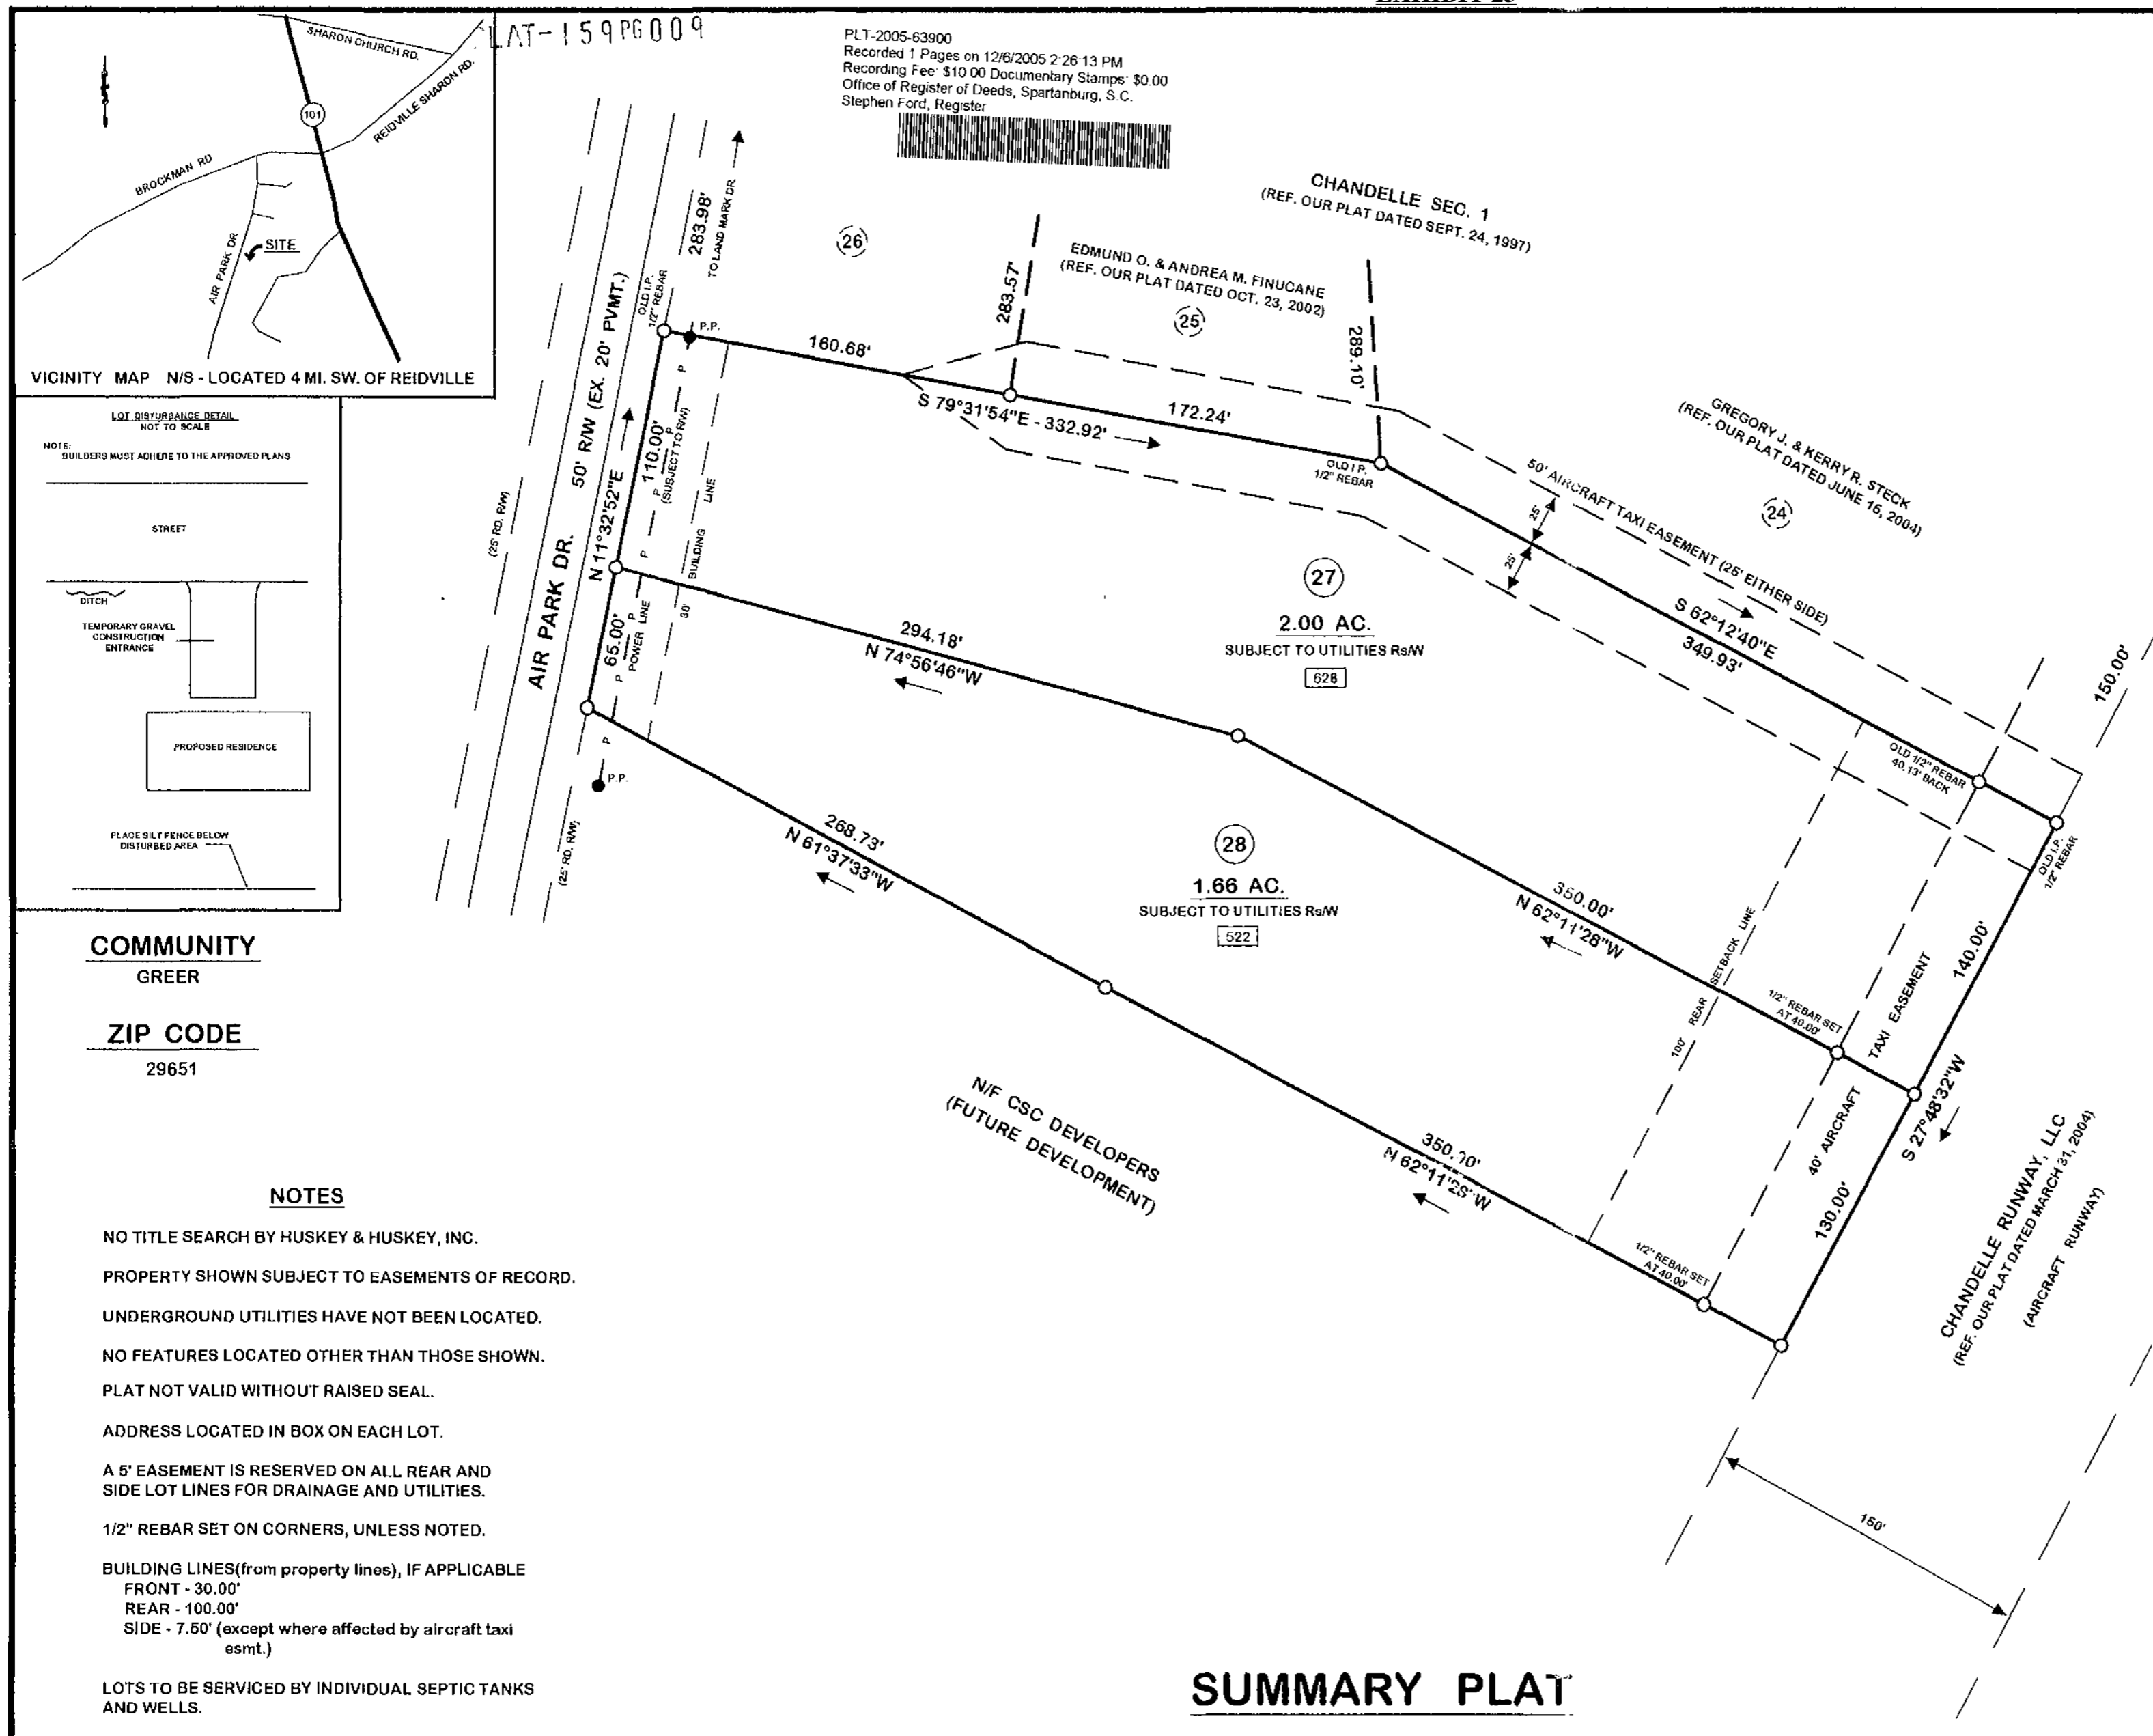 PLAT-159PG009
PLT-2005-63900
Recorded 1 Pages on 12/6/2005 2:26:13 PM
Recording Fee: $10.00 Documentary Stamps: $0.00
Office of Register of Deeds, Spartanburg, S.C.
Stephen Ford, Register
SHARON CHURCH RD.
REIDVILLE SHARON RD.
101
BROCKMAN RD
AIR PARK DR
SITE
VICINITY MAP N/S - LOCATED 4 MI. SW. OF REIDVILLE
LOT DISTURBANCE DETAIL
NOT TO SCALE
NOTE:
BUILDERS MUST ADHERE TO THE APPROVED PLANS
STREET
DITCH
TEMPORARY GRAVEL
CONSTRUCTION
ENTRANCE
PROPOSED RESIDENCE
PLACE SILT FENCE BELOW
DISTURBED AREA
COMMUNITY
GREER
ZIP CODE
29651
NOTES
NO TITLE SEARCH BY HUSKEY & HUSKEY, INC.
PROPERTY SHOWN SUBJECT TO EASEMENTS OF RECORD.
UNDERGROUND UTILITIES HAVE NOT BEEN LOCATED.
NO FEATURES LOCATED OTHER THAN THOSE SHOWN.
PLAT NOT VALID WITHOUT RAISED SEAL.
ADDRESS LOCATED IN BOX ON EACH LOT.
A 5' EASEMENT IS RESERVED ON ALL REAR AND
SIDE LOT LINES FOR DRAINAGE AND UTILITIES.
1/2" REBAR SET ON CORNERS, UNLESS NOTED.
BUILDING LINES(from property lines), IF APPLICABLE
FRONT - 30.00'
REAR - 100.00'
SIDE - 7.50' (except where affected by aircraft taxi
esmt.)
LOTS TO BE SERVICED BY INDIVIDUAL SEPTIC TANKS
AND WELLS.
CHANDELLE SEC. 1
(REF. OUR PLAT DATED SEPT. 24, 1997)
26
EDMUND O. & ANDREA M. FINUCANE
(REF. OUR PLAT DATED OCT. 23, 2002)
25
GREGORY J. & KERRY R. STECK
(REF. OUR PLAT DATED JUNE 15, 2004)
24
283.98'
TO LAND MARK DR.
OLD I.P.
1/2" REBAR
P.P.
160.68'
283.57'
289.10'
S 79°31'54"E - 332.92'
172.24'
OLD I.P.
1/2" REBAR
50' AIRCRAFT TAXI EASEMENT (25' EITHER SIDE)
25'
25'
S 62°12'40"E
349.93'
150.00'
OLD 1/2" REBAR
40.13' BACK
OLD I.P.
1/2" REBAR
AIR PARK DR. 50' R/W (EX. 20' PVMT.)
(25' RD. R/W)
(25' RD. R/W)
N 11°32'52"E
110.00'
(SUBJECT TO R/W)
65.00'
POWER LINE
30' BUILDING LINE
P P P P P P P P P
P.P.
27
2.00 AC.
SUBJECT TO UTILITIES Rs/W
628
294.18'
N 74°56'46"W
350.00'
N 62°11'28"W
28
1.66 AC.
SUBJECT TO UTILITIES Rs/W
522
268.73'
N 61°37'33"W
350.00'
N 62°11'28"W
100' REAR SETBACK LINE
1/2" REBAR SET
AT 40.00'
1/2" REBAR SET
AT 40.00'
40' AIRCRAFT TAXI EASEMENT
140.00'
S 27°48'32"W
130.00'
N/F CSC DEVELOPERS
(FUTURE DEVELOPMENT)
CHANDELLE RUNWAY, LLC
(REF. OUR PLAT DATED MARCH 31, 2004)
(AIRCRAFT RUNWAY)
150'
SUMMARY PLAT